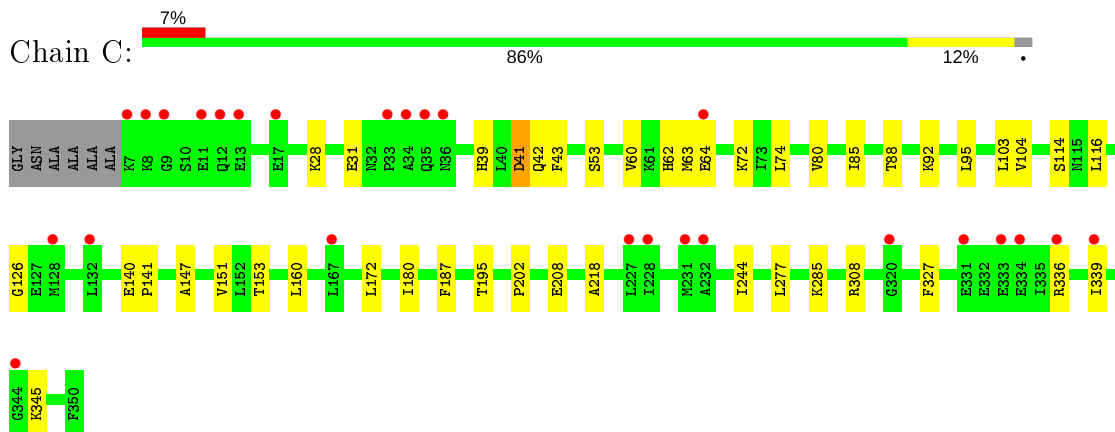 7%
Chain C:
86% 12%
GLY ASN ALA ALA ALA ALA K7 K8 G9 S10 E11 Q12 E13 E17 K28 E31 N32 P33 A34 Q35 N36 H39 L40 D41 Q42 F43 S53 V60 K61 H62 M63 E64 K72 I73 L74 V80 I85 T88 K92 L95 L103 V104 S114 N115 L116
G126 E127 M128 L132 E140 P141 A147 V151 L152 T153 L160 L167 L172 I180 F187 T195 P202 E208 A218 L227 I228 M231 A232 I244 L277 K285 R308 G320 F327 E331 E332 E333 E334 I335 R336 I339
G344 K345 F350